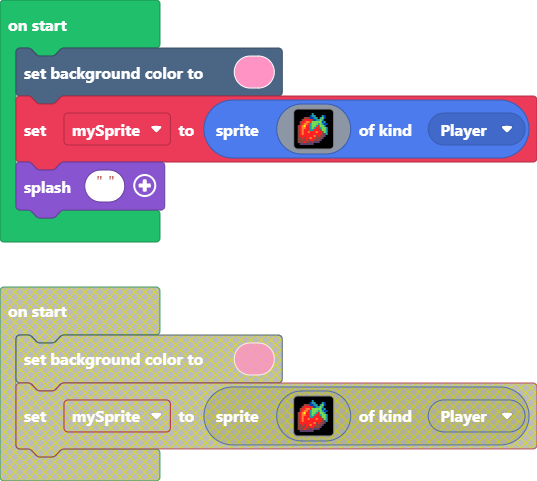 on start
set background color to
set mySprite to sprite of kind Player
splash " "
on start
set background color to
set mySprite to sprite of kind Player